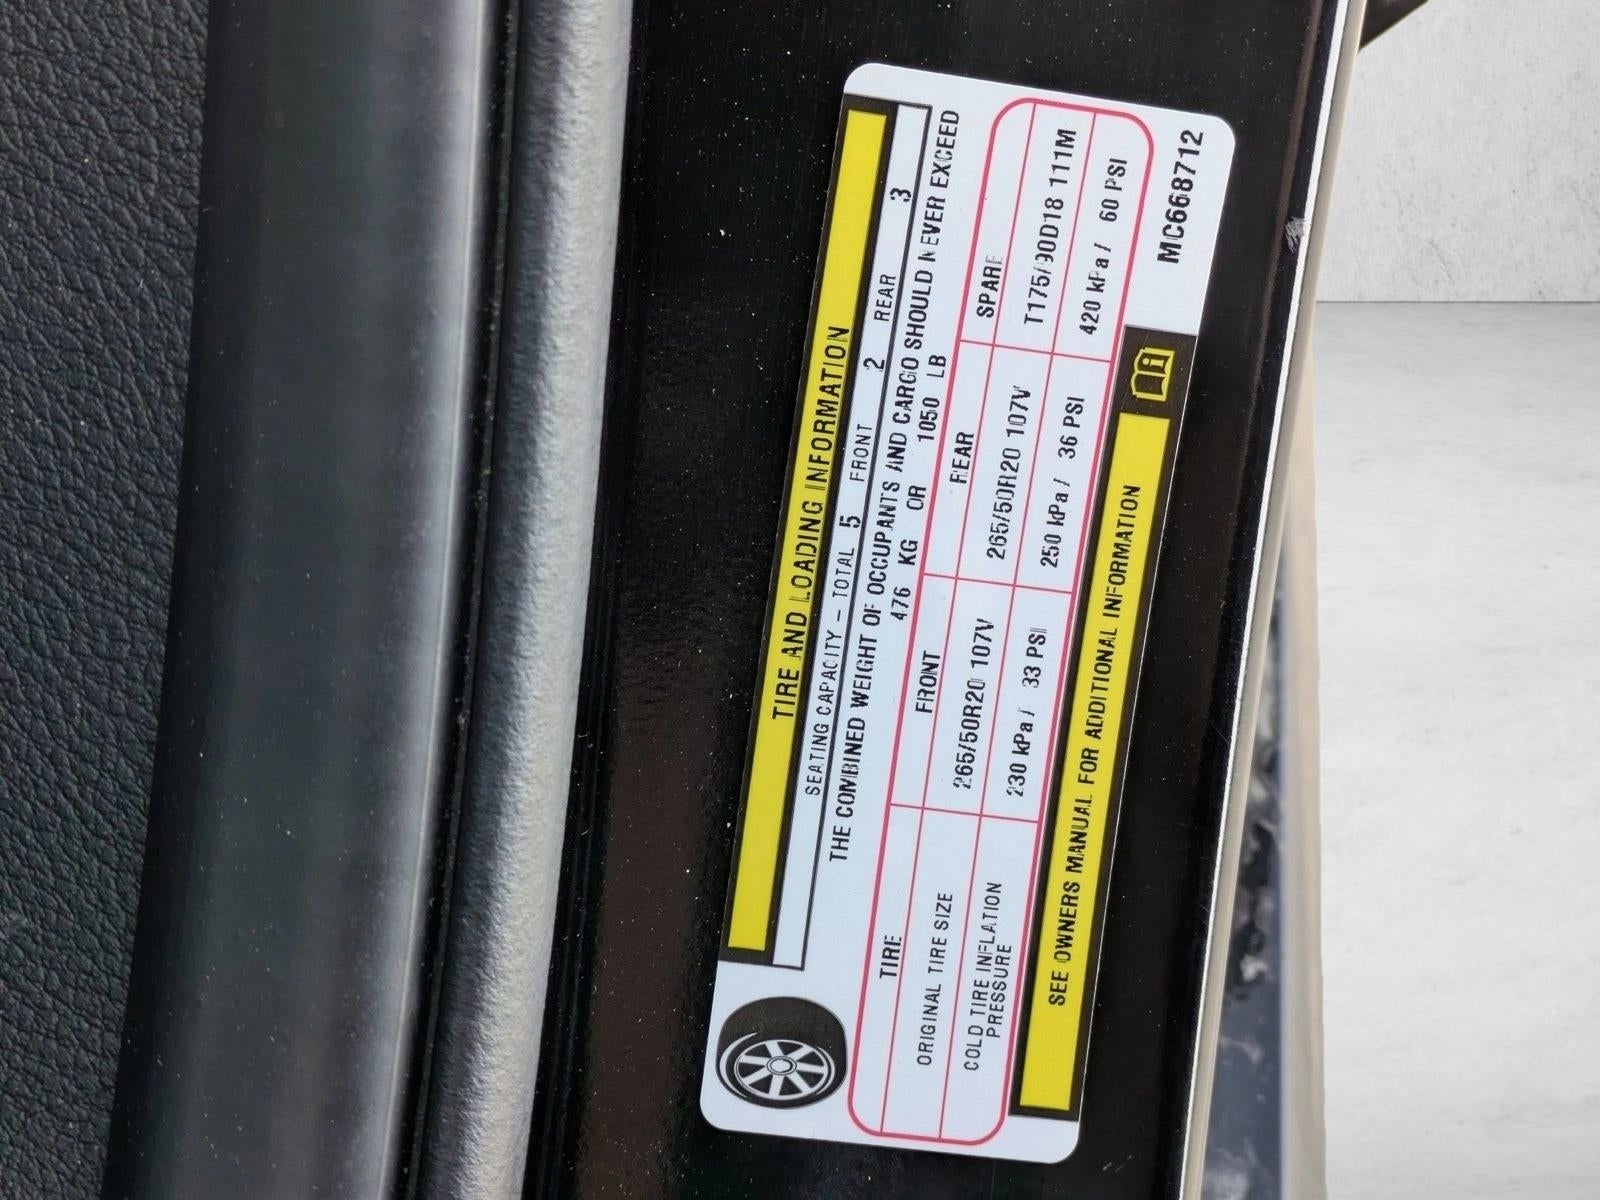 TIRE AND LOADING INFORMATION
SEATING CAPACITY – TOTAL 5 FRONT 2 REAR 3
THE COMBINED WEIGHT OF OCCUPANTS AND CARGO SHOULD NEVER EXCEED
476 KG OR 1050 LB
TIRE FRONT REAR SPARE
ORIGINAL TIRE SIZE 265/50R20 107V 265/50R20 107V T175/90D18 111M
COLD TIRE INFLATION PRESSURE 230 kPa / 33 PSI 250 kPa / 36 PSI 420 kPa / 60 PSI
SEE OWNERS MANUAL FOR ADDITIONAL INFORMATION
MC668712